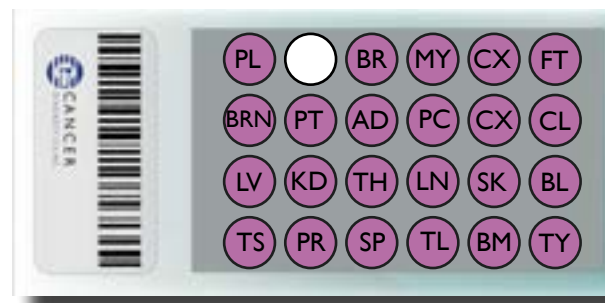 CANCER
PL BR MY CX FT
BRN PT AD PC CX CL
LV KD TH LN SK BL
TS PR SP TL BM TY